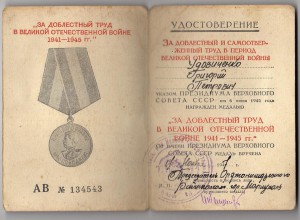 „ЗА ДОБЛЕСТНЫЙ ТРУД
В ВЕЛИКОЙ ОТЕЧЕСТВЕННОЙ ВОЙНЕ
1941—1945 гг."
АВ № 134543
УДОСТОВЕРЕНИЕ
ЗА ДОБЛЕСТНЫЙ И САМООТВЕР-
ЖЕННЫЙ ТРУД В ПЕРИОД
ВЕЛИКОЙ ОТЕЧЕСТВЕННОЙ ВОЙНЫ
Удовиченко
Григорий
Петрович
УКАЗОМ ПРЕЗИДИУМА ВЕРХОВНОГО
СОВЕТА СССР от 6 июня 1945 года
НАГРАЖДЕН МЕДАЛЬЮ
„ЗА ДОБЛЕСТНЫЙ ТРУД
В ВЕЛИКОЙ ОТЕЧЕСТВЕННОЙ
ВОЙНЕ 1941—1945 гг."
ОТ ИМЕНИ ПРЕЗИДИУМА ВЕРХОВНОГО
СОВЕТА СССР МЕДАЛЬ ВРУЧЕНА
Председатель